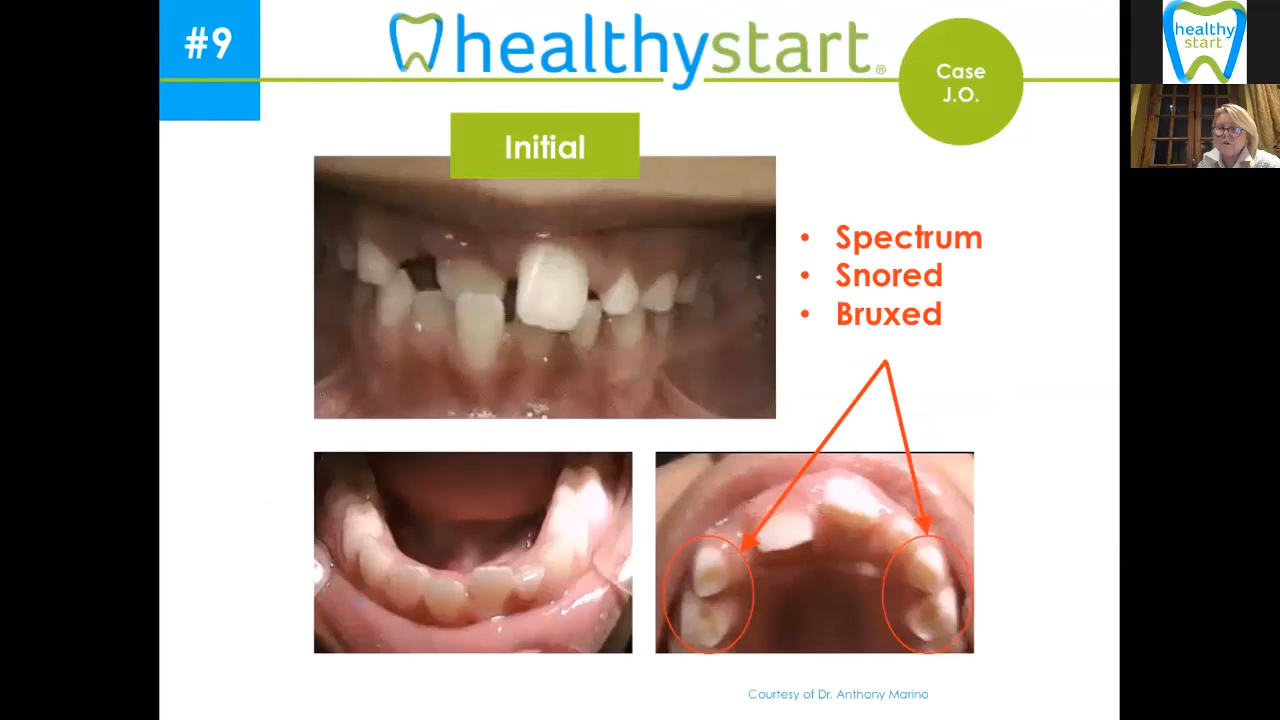 #9
healthystart®
Case
J.O.
healthy
start
Initial
• Spectrum
• Snored
• Bruxed
Courtesy of Dr. Anthony Marino